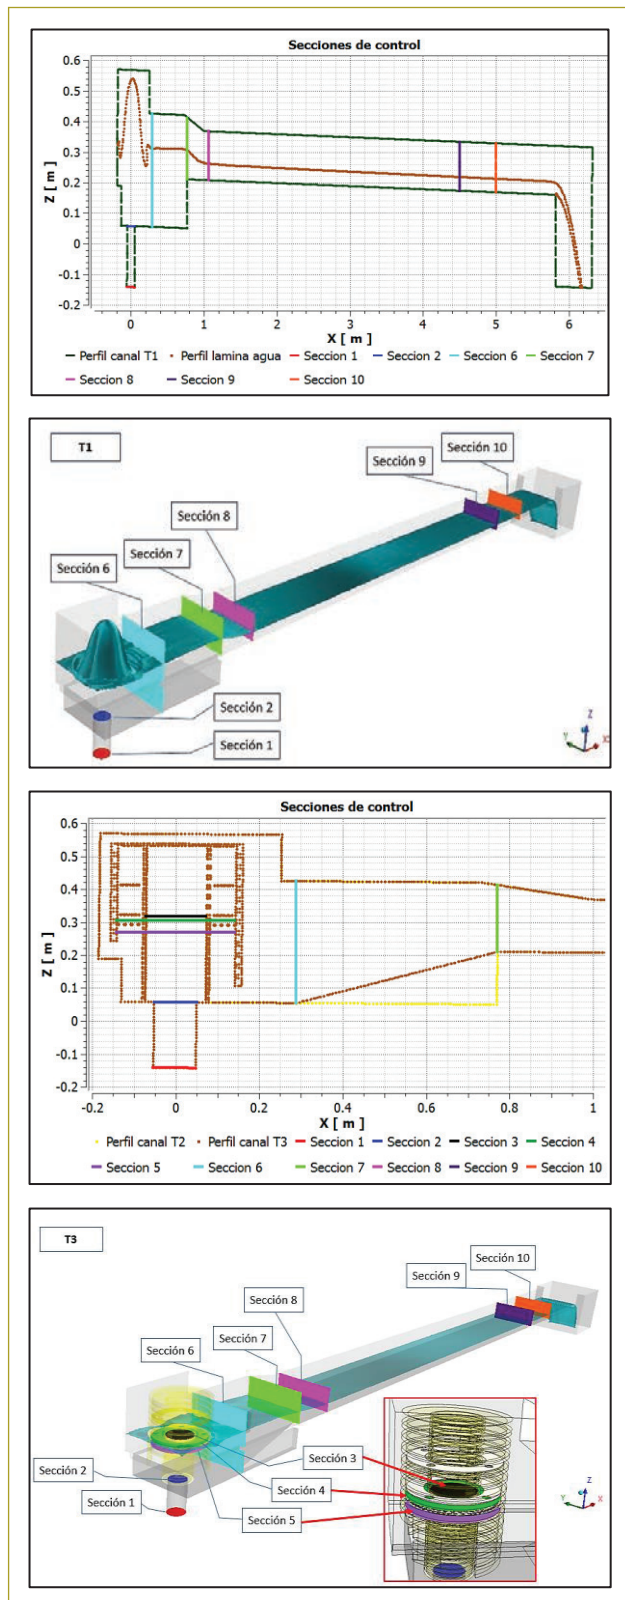 Secciones de control
0.6
0.5
0.4
0.3
0.2
0.1
0
-0.1
-0.2
Z [ m ]
0 1 2 3 4 5 6
X [ m ]
Perfil canal T1 Perfil lamina agua Seccion 1 Seccion 2 Seccion 6 Seccion 7
Seccion 8 Seccion 9 Seccion 10
T1
Sección 10
Sección 9
Sección 8
Sección 7
Sección 6
Sección 2
Sección 1
Z
Y X
Secciones de control
0.6
0.5
0.4
0.3
0.2
0.1
0
-0.1
-0.2
Z [ m ]
-0.2 0 0.2 0.4 0.6 0.8 1
X [ m ]
Perfil canal T2 Perfil canal T3 Seccion 1 Seccion 2 Seccion 3 Seccion 4
Seccion 5 Seccion 6 Seccion 7 Seccion 8 Seccion 9 Seccion 10
T3
Sección 10
Sección 9
Sección 8
Sección 7
Sección 6
Sección 3
Sección 2
Sección 4
Sección 1
Sección 5
Z
Y X